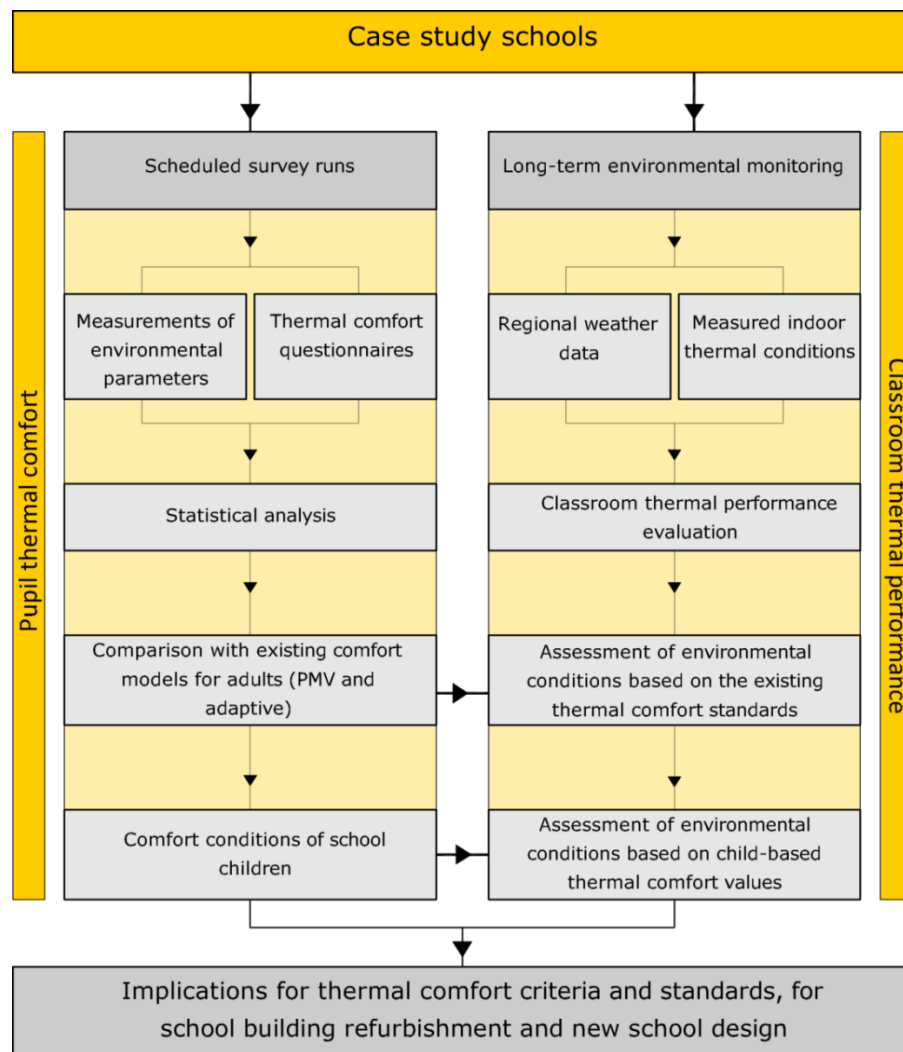 Case study schools
Pupil thermal comfort
Scheduled survey runs
Measurements of
environmental
parameters
Thermal comfort
questionnaires
Statistical analysis
Comparison with existing comfort
models for adults (PMV and
adaptive)
Comfort conditions of school
children
Long-term environmental monitoring
Regional weather
data
Measured indoor
thermal conditions
Classroom thermal performance
evaluation
Assessment of environmental
conditions based on the existing
thermal comfort standards
Assessment of environmental
conditions based on child-based
thermal comfort values
Classroom thermal performance
Implications for thermal comfort criteria and standards, for
school building refurbishment and new school design